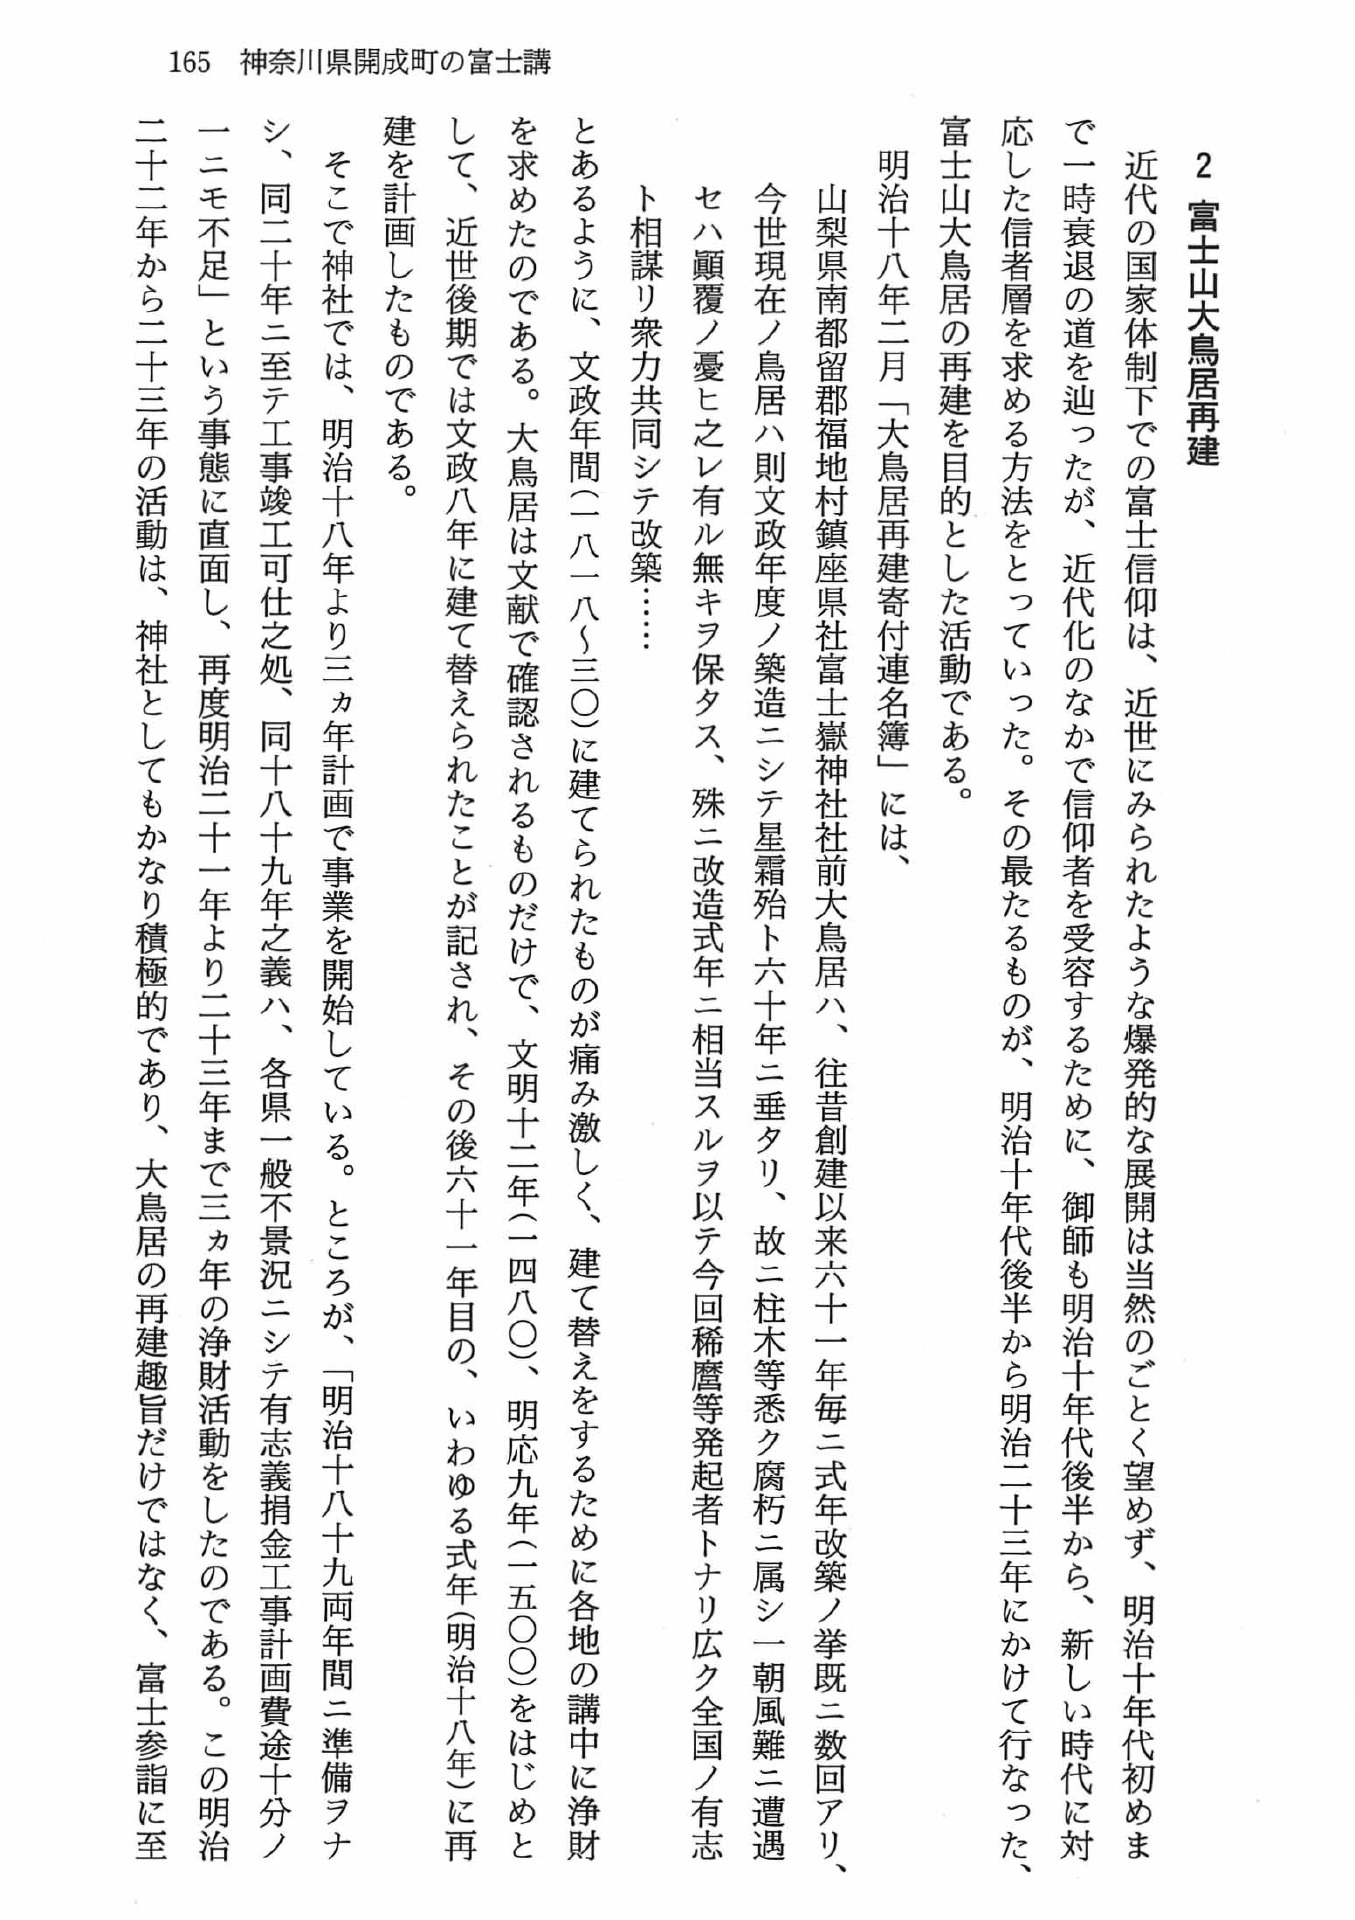 165　神奈川県開成町の富士講
2　富士山大鳥居再建
近代の国家体制下での富士信仰は、近世にみられたような爆発的な展開は当然のごとく望めず、明治十年代初めま
で一時衰退の道を辿ったが、近代化のなかで信仰者を受容するために、御師も明治十年代後半から、新しい時代に対
応した信者層を求める方法をとっていった。その最たるものが、明治十年代後半から明治二十三年にかけて行なった、
富士山大鳥居の再建を目的とした活動である。
明治十八年二月「大鳥居再建寄付連名簿」には、
山梨県南都留郡福地村鎮座県社富士嶽神社社前大鳥居ハ、往昔創建以来六十一年毎ニ式年改築ノ挙既ニ数回アリ、
今世現在ノ鳥居ハ則文政年度ノ築造ニシテ星霜殆ト六十年ニ垂タリ、故ニ柱木等悉ク腐朽ニ属シ一朝風難ニ遭遇
セハ顚覆ノ憂ヒ之レ有ル無キヲ保タス、殊ニ改造式年ニ相当スルヲ以テ今回稀麿等発起者トナリ広ク全国ノ有志
ト相謀リ衆力共同シテ改築……
とあるように、文政年間(一八一八〜三〇)に建てられたものが痛み激しく、建て替えをするために各地の講中に浄財
を求めたのである。大鳥居は文献で確認されるものだけで、文明十二年(一四八〇)、明応九年(一五〇〇)をはじめと
して、近世後期では文政八年に建て替えられたことが記され、その後六十一年目の、いわゆる式年(明治十八年)に再
建を計画したものである。
そこで神社では、明治十八年より三ヵ年計画で事業を開始している。ところが、「明治十八十九両年間ニ準備ヲナ
シ、同二十年ニ至テ工事竣工可仕之処、同十八十九年之義ハ、各県一般不景況ニシテ有志義捐金工事計画費途十分ノ
一ニモ不足」という事態に直面し、再度明治二十一年より二十三年まで三ヵ年の浄財活動をしたのである。この明治
二十二年から二十三年の活動は、神社としてもかなり積極的であり、大鳥居の再建趣旨だけではなく、富士参詣に至